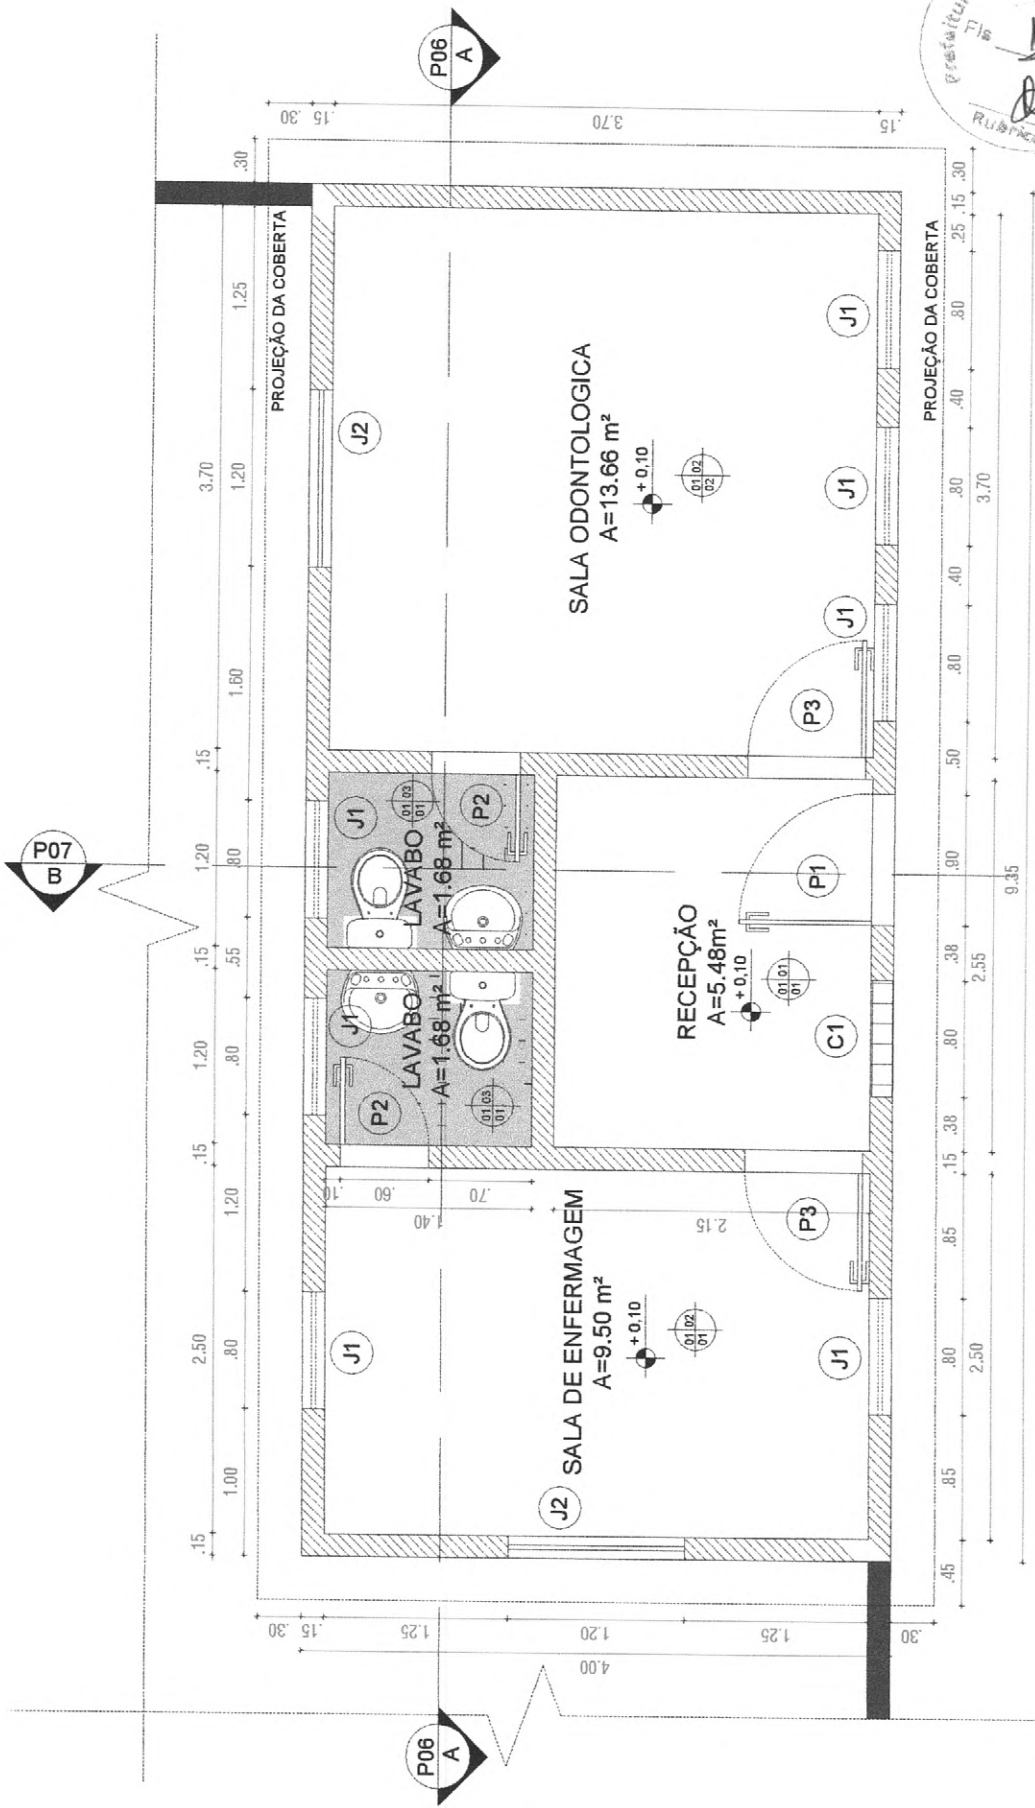 P07
B
P06
A
P06
A
PROJEÇÃO DA COBERTA
PROJEÇÃO DA COBERTA
.15
2.50
.15
1.20
.15
1.20
.15
3.70
1.00
.80
1.20
.80
.55
.80
1.60
1.20
1.25
.30
.30
.15
3.70
.15
.30
.15
1.25
1.20
1.25
.30
4.00
SALA DE ENFERMAGEM
A=9.50 m²
+ 0,10
01 02
01
J1
J1
J2
P3
.10
.60
.70
1.40
2.15
LAVABO
A=1.68 m²
J1
P2
01 03
01
LAVABO
A=1.68 m²
J1
P2
01 03
01
RECEPÇÃO
A=5.48m²
+ 0,10
01 01
01
C1
P1
SALA ODONTOLOGICA
A=13.66 m²
+ 0,10
01 02
02
J2
P3
J1
J1
J1
.45
.85
.80
.85
.15
.38
.80
.38
.90
.50
.80
.40
.80
.40
.80
.25
.15
.30
2.50
2.55
3.70
9.35
Prefeitu
Fls
Rubrica